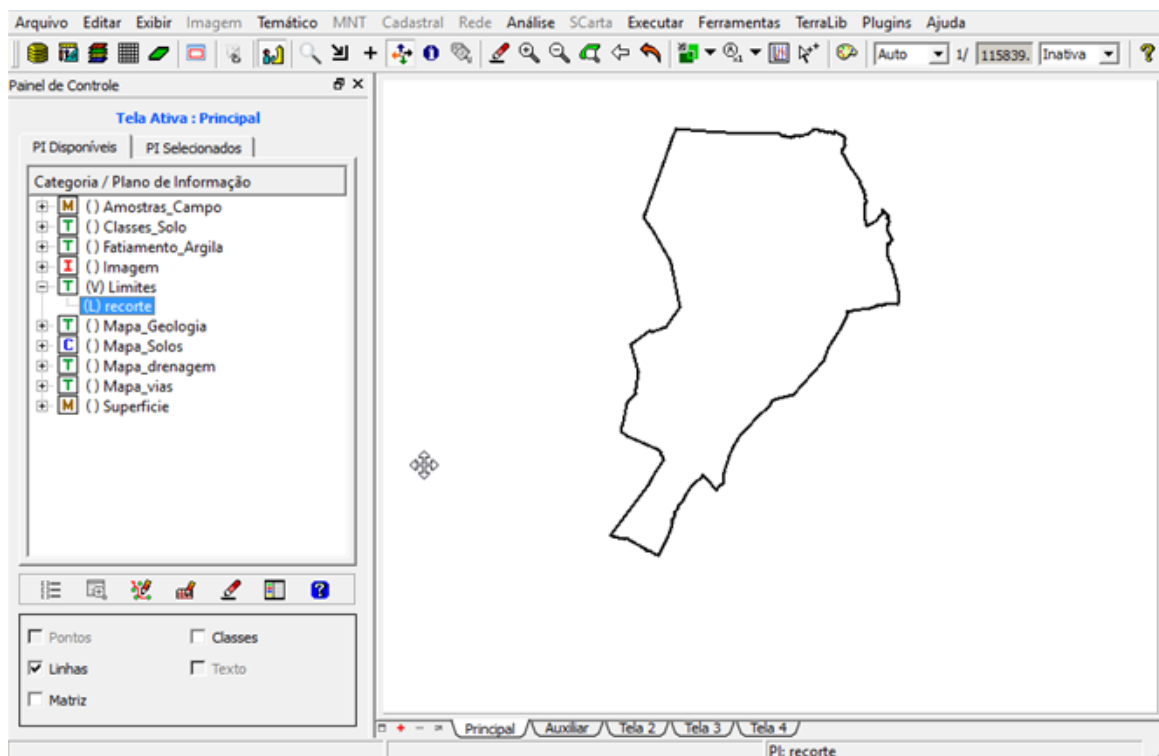 Arquivo Editar Exibir Imagem Temático MNT Cadastral Rede Análise SCarta Executar Ferramentas TerraLib Plugins Ajuda
Auto 1/ 115839. Inativa
Painel de Controle
Tela Ativa : Principal
PI Disponíveis PI Selecionados
Categoria / Plano de Informação
M () Amostras_Campo
T () Classes_Solo
T () Fatiamento_Argila
I () Imagem
T (V) Limites
(L) recorte
T () Mapa_Geologia
C () Mapa_Solos
T () Mapa_drenagem
T () Mapa_vias
M () Superficie
Pontos Classes
Linhas Texto
Matriz
Principal Auxiliar Tela 2 Tela 3 Tela 4
PI: recorte